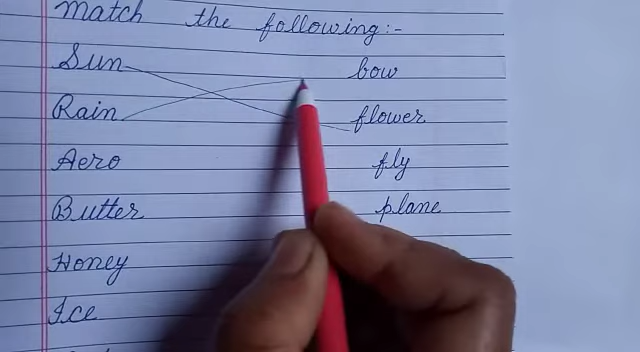 Match the following :-
Sun bow
Rain flower
Aero fly
Butter plane
Honey
Ice